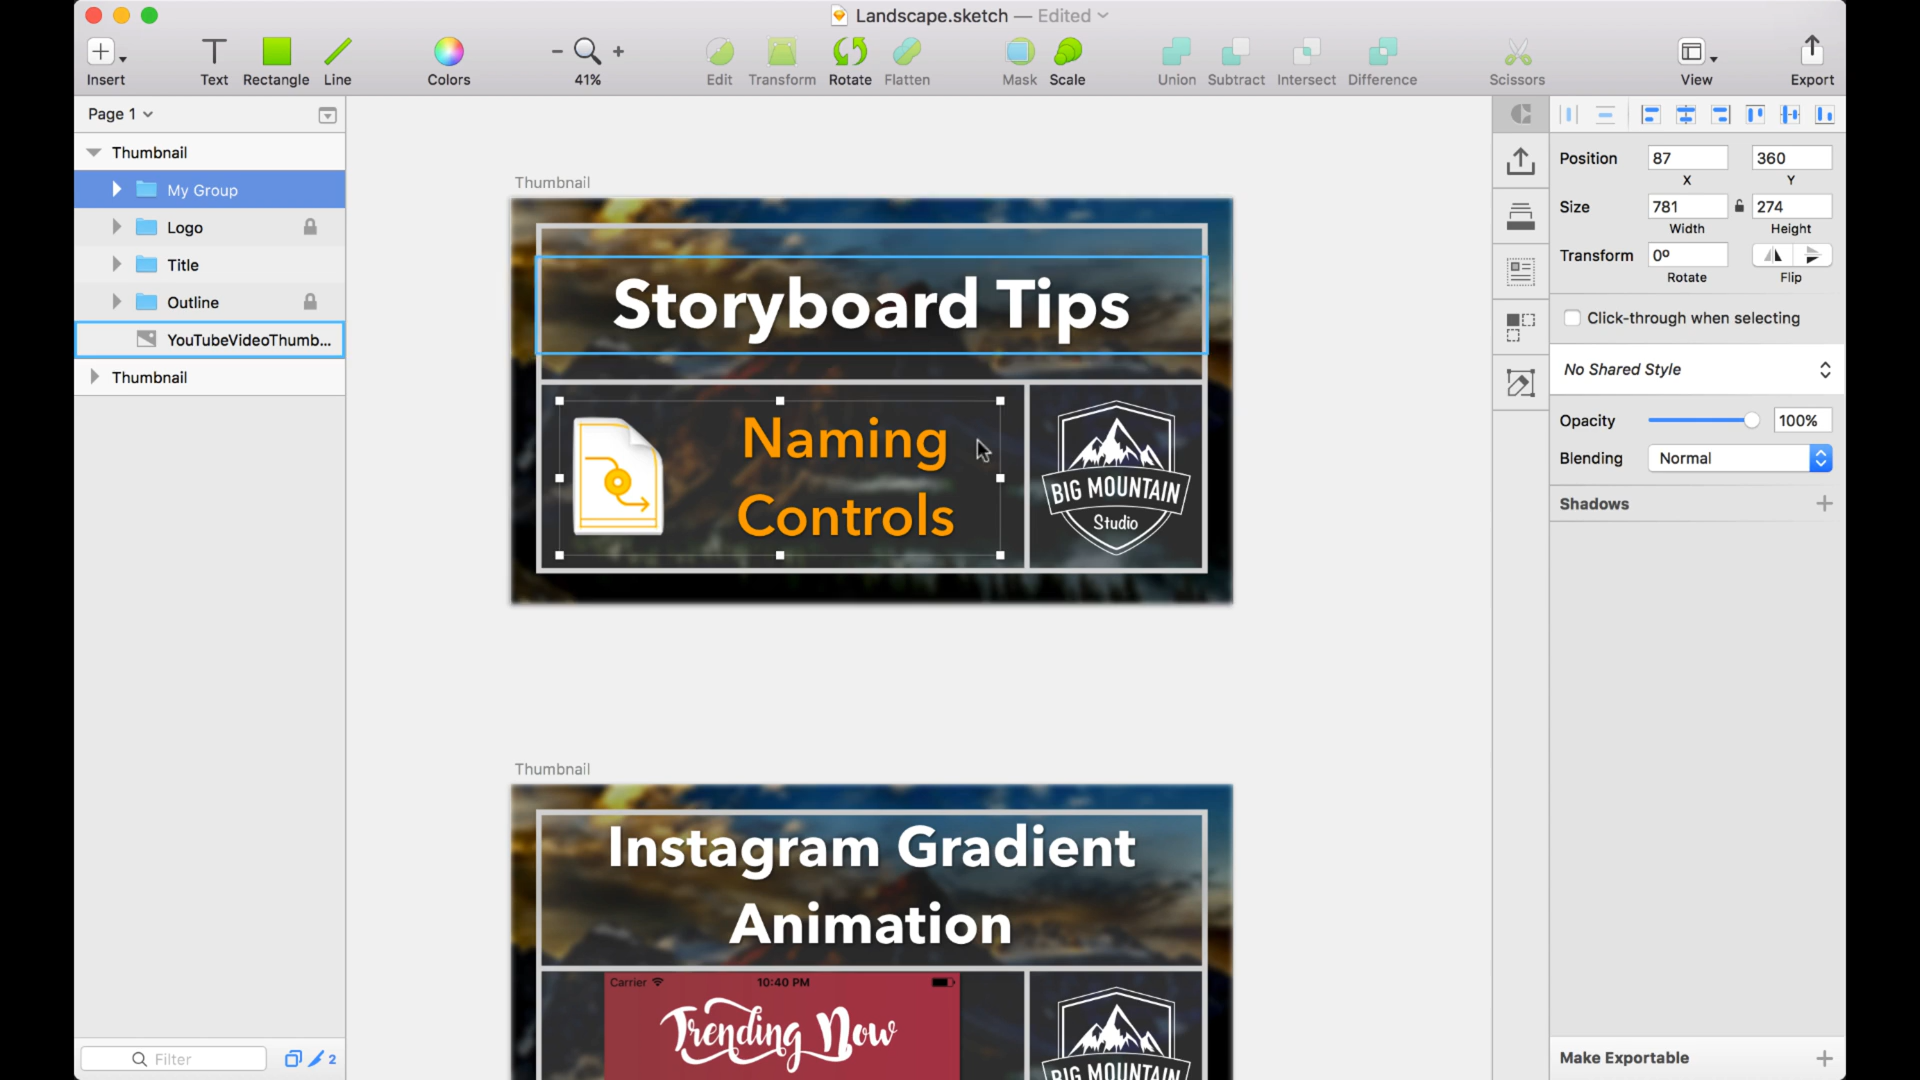 Landscape.sketch — Edited
Insert
Text
Rectangle
Line
Colors
41%
Edit
Transform
Rotate
Flatten
Mask
Scale
Union
Subtract
Intersect
Difference
Scissors
View
Export
Page 1
Thumbnail
My Group
Logo
Title
Outline
YouTubeVideoThumb...
Thumbnail
Filter
2
Thumbnail
Storyboard Tips
Naming
Controls
BIG MOUNTAIN
Studio
Thumbnail
Instagram Gradient
Animation
Carrier
10:40 PM
Trending Now
BIG MOUNTAIN
Position
87
360
X
Y
Size
781
274
Width
Height
Transform
0º
Rotate
Flip
Click-through when selecting
No Shared Style
Opacity
100%
Blending
Normal
Shadows
Make Exportable